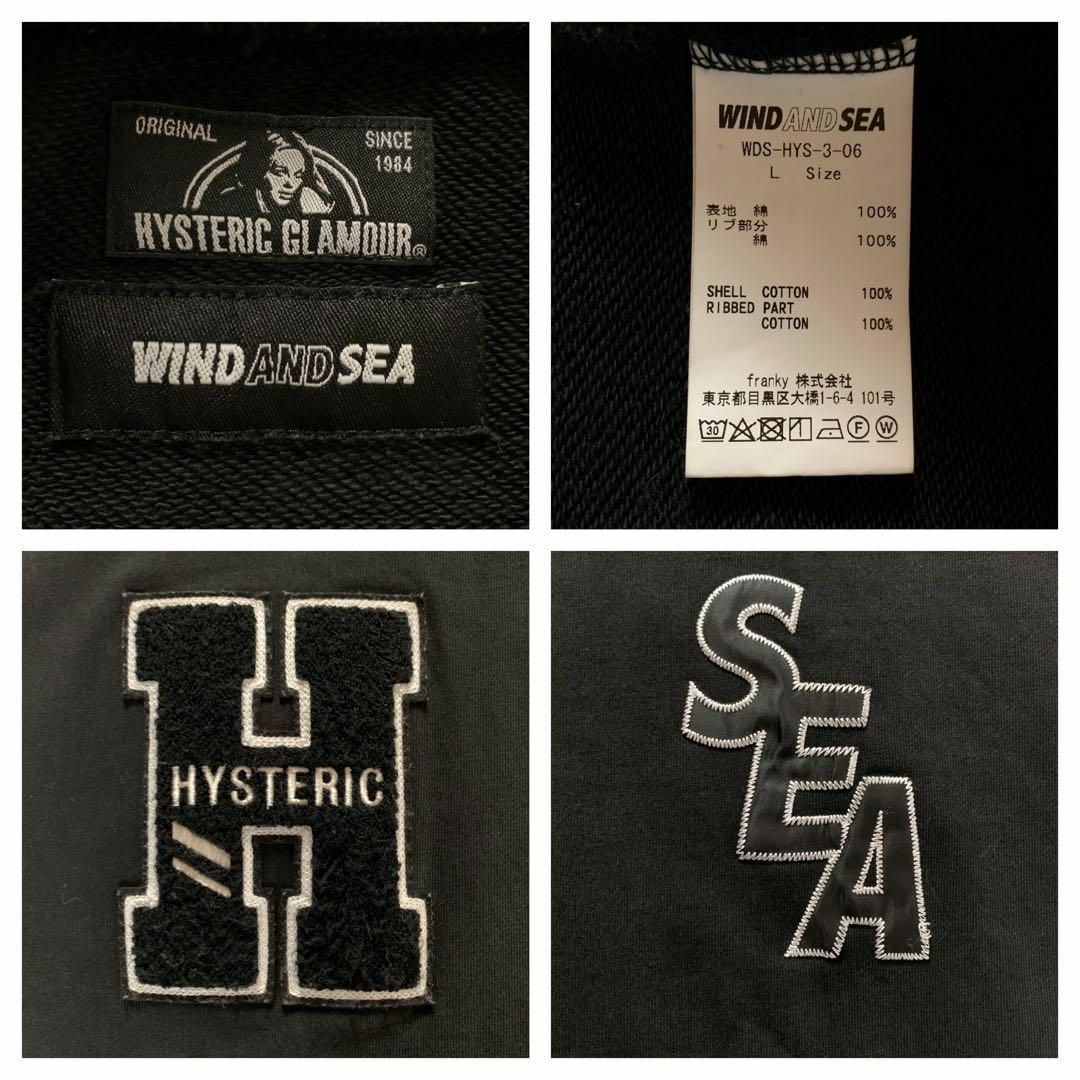 ORIGINAL
SINCE
1984
HYSTERIC GLAMOUR®
WINDANDSEA
WINDANDSEA
WDS-HYS-3-06
L Size
表地 綿 100%
リブ部分
綿 100%
SHELL COTTON 100%
RIBBED PART
COTTON 100%
franky 株式会社
東京都目黒区大橋1-6-4 101号
30 F W
H
HYSTERIC
SEA